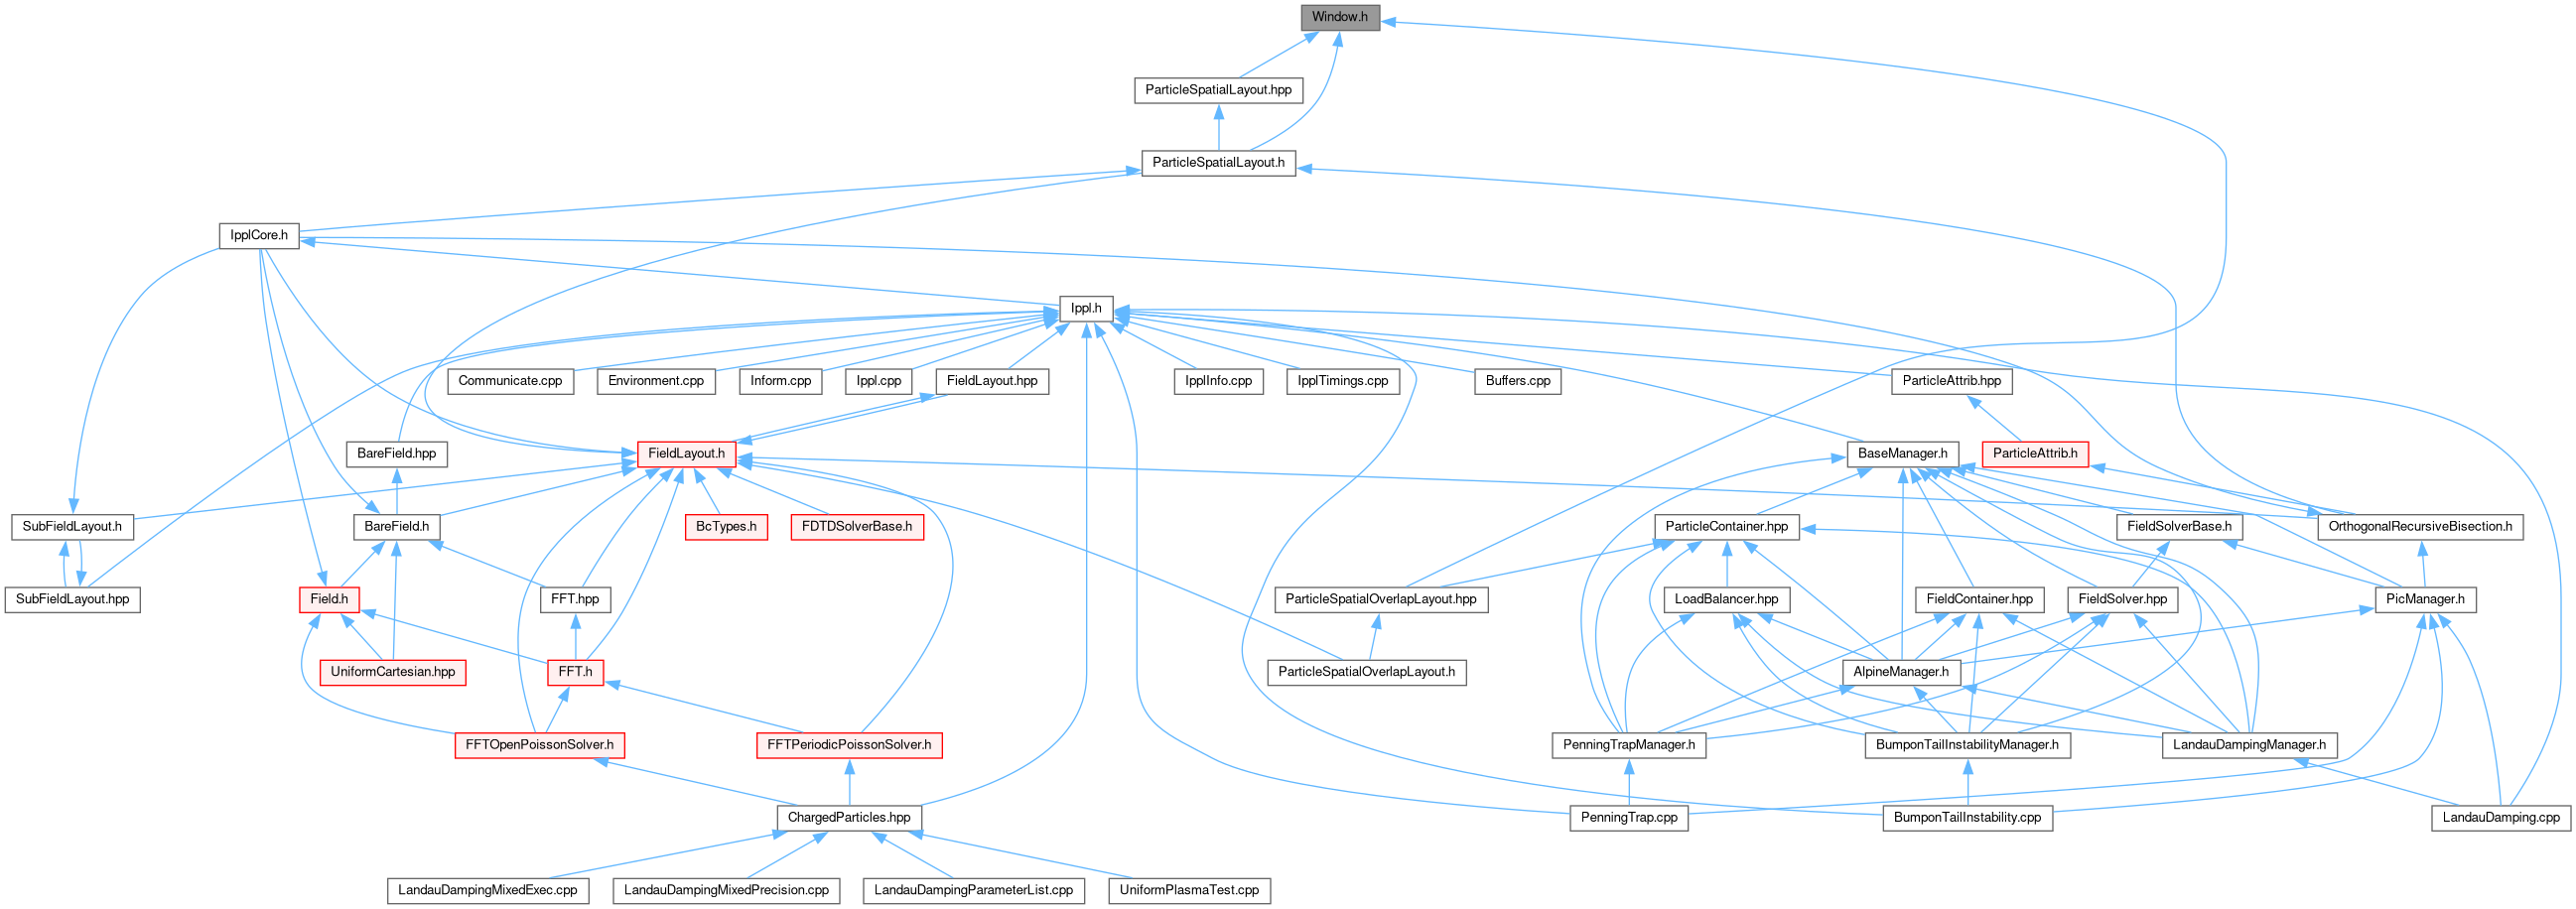 Window.h
ParticleSpatialLayout.hpp
ParticleSpatialLayout.h
IpplCore.h
Ippl.h
Communicate.cpp
Environment.cpp
Inform.cpp
Ippl.cpp
FieldLayout.hpp
IpplInfo.cpp
IpplTimings.cpp
Buffers.cpp
ParticleAttrib.hpp
BareField.hpp
FieldLayout.h
BaseManager.h
ParticleAttrib.h
SubFieldLayout.h
BareField.h
BcTypes.h
FDTDSolverBase.h
ParticleContainer.hpp
FieldSolverBase.h
OrthogonalRecursiveBisection.h
SubFieldLayout.hpp
Field.h
FFT.hpp
ParticleSpatialOverlapLayout.hpp
LoadBalancer.hpp
FieldContainer.hpp
FieldSolver.hpp
PicManager.h
UniformCartesian.hpp
FFT.h
ParticleSpatialOverlapLayout.h
AlpineManager.h
FFTOpenPoissonSolver.h
FFTPeriodicPoissonSolver.h
PenningTrapManager.h
BumponTailInstabilityManager.h
LandauDampingManager.h
ChargedParticles.hpp
PenningTrap.cpp
BumponTailInstability.cpp
LandauDamping.cpp
LandauDampingMixedExec.cpp
LandauDampingMixedPrecision.cpp
LandauDampingParameterList.cpp
UniformPlasmaTest.cpp